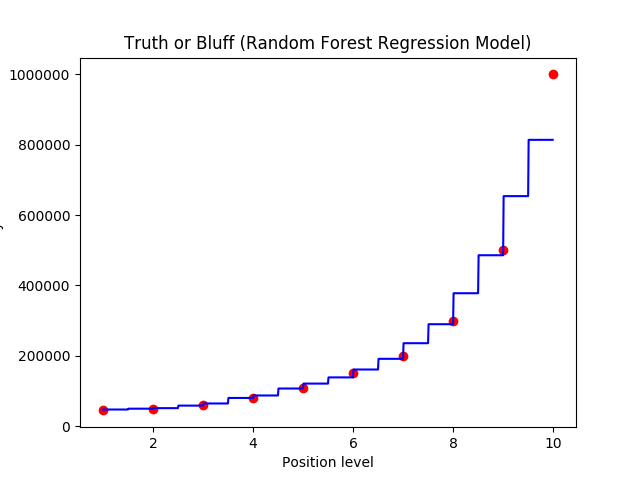 Truth or Bluff (Random Forest Regression Model)
1000000
800000
600000
400000
200000
0
2 4 6 8 10
Position level